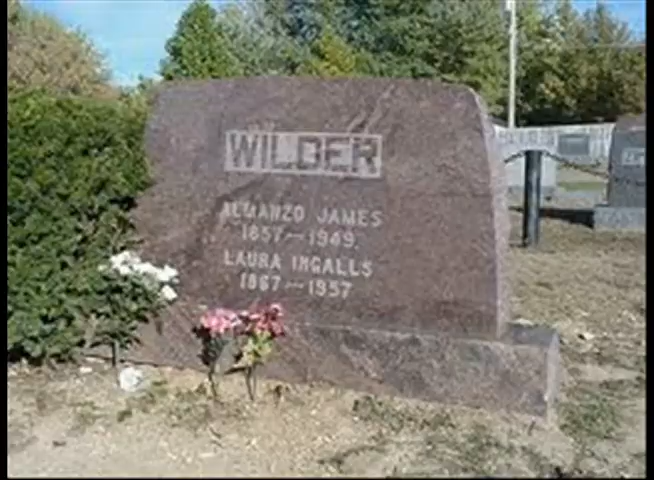 WILDER
ALMANZO JAMES
1857—1949
LAURA INGALLS
1867—1957